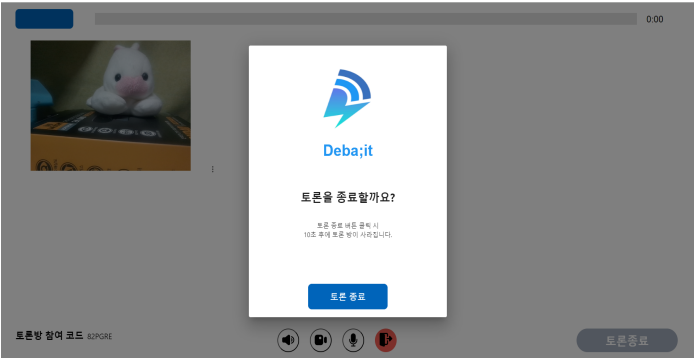 0:00
Deba;it
토론을 종료할까요?
토론 종료 버튼 클릭 시
10초 후에 토론 방이 사라집니다.
토론 종료
토론방 참여 코드 82PGRE
토론종료